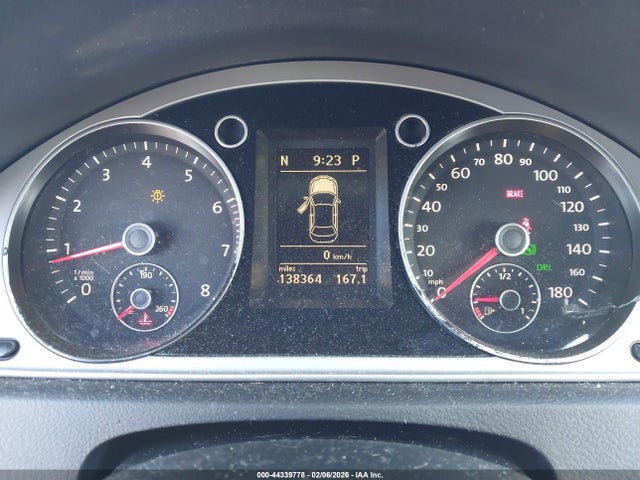 N 9:23 P
0 km/h
miles trip
138364 167.1
0 1 2 3 4 5 6 7 8
1/min
x 1000
190
260
0 10 20 30 40 50 60 70 80 90 100 110 120 130 140 150 160 180
mph
BRAKE
DRL
1/2
1
000-44339778 - 02/06/2026 - IAA Inc.